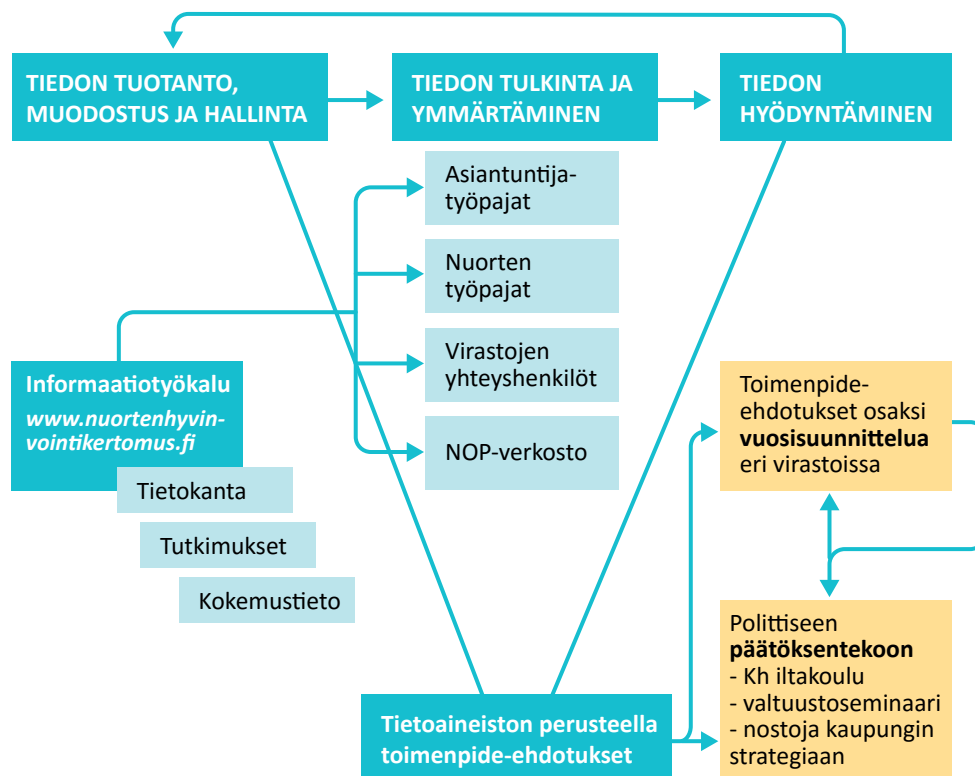 TIEDON TUOTANTO,
MUODOSTUS JA HALLINTA
TIEDON TULKINTA JA
YMMÄRTÄMINEN
TIEDON
HYÖDYNTÄMINEN
Asiantuntija-
työpajat
Nuorten
työpajat
Virastojen
yhteyshenkilöt
NOP-verkosto
Informaatiotyökalu
www.nuortenhyvin-
vointikertomus.fi
Tietokanta
Tutkimukset
Kokemustieto
Toimenpide-
ehdotukset osaksi
vuosisuunnittelua
eri virastoissa
Poliittiseen
päätöksentekoon
- Kh iltakoulu
- valtuustoseminaari
- nostoja kaupungin
strategiaan
Tietoaineiston perusteella
toimenpide-ehdotukset